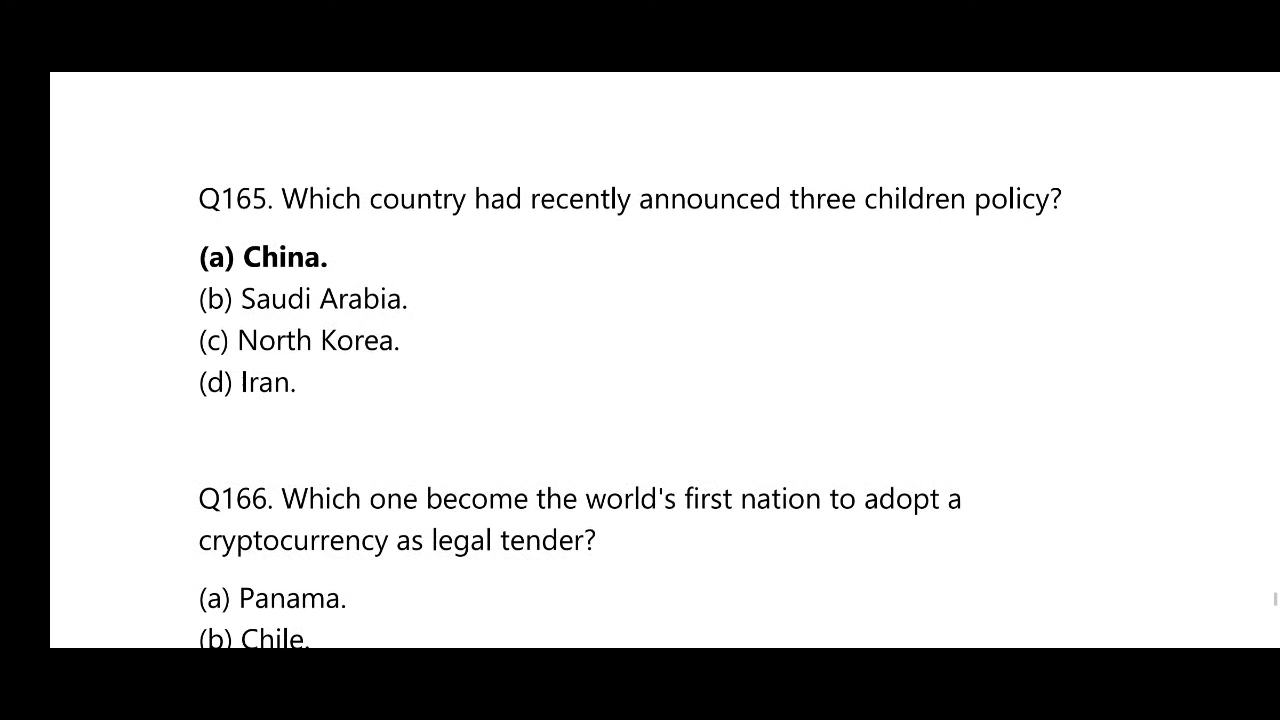 Q165. Which country had recently announced three children policy?
(a) China.
(b) Saudi Arabia.
(c) North Korea.
(d) Iran.
Q166. Which one become the world's first nation to adopt a
cryptocurrency as legal tender?
(a) Panama.
(b) Chile.